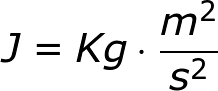 J = Kg · m²/s²